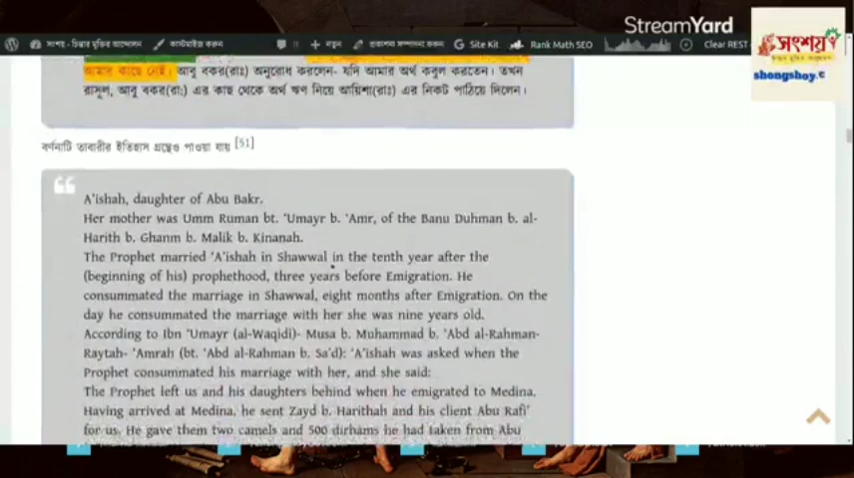 StreamYard
সংশয় - চিন্তার মুক্তির আন্দোলন কাস্টমাইজ করুন নতুন Site Kit Rank Math SEO Clear REST
সংশয়
shongshoy.c
আমার কাছে নেই। আবু বকর(রাঃ) অনুরোধ করলেন- যদি আমার অর্থ কবুল করতেন। তখন
রাসূল, আবু বকর(রাঃ) এর কাছ থেকে অর্থ ঋণ নিয়ে আয়িশা(রাঃ) এর নিকট পাঠিয়ে দিলেন।
বর্ণনাটি তাবারীর ইতিহাস গ্রন্থেও পাওয়া যায় [51]
A'ishah, daughter of Abu Bakr.
Her mother was Umm Ruman bt. 'Umayr b. 'Amr, of the Banu Duhman b. al-
Harith b. Ghanm b. Malik b. Kinanah.
The Prophet married 'A'ishah in Shawwal in the tenth year after the
(beginning of his) prophethood, three years before Emigration. He
consummated the marriage in Shawwal, eight months after Emigration. On the
day he consummated the marriage with her she was nine years old.
According to Ibn 'Umayr (al-Waqidi)- Musa b. Muhammad b. 'Abd al-Rahman-
Raytah- 'Amrah (bt. 'Abd al-Rahman b. Sa'd): 'A'ishah was asked when the
Prophet consummated his marriage with her, and she said:
The Prophet left us and his daughters behind when he emigrated to Medina.
Having arrived at Medina, he sent Zayd b. Harithah and his client Abu Rafi'
for us. He gave them two camels and 500 dirhams he had taken from Abu